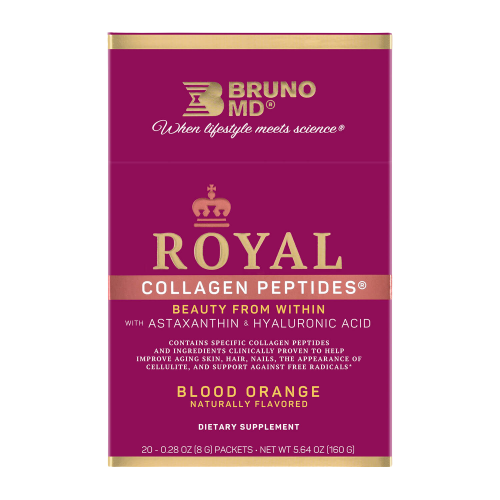 BRUNO
MD®
When lifestyle meets science®
ROYAL
COLLAGEN PEPTIDES®
BEAUTY FROM WITHIN
WITH ASTAXANTHIN & HYALURONIC ACID
CONTAINS SPECIFIC COLLAGEN PEPTIDES
AND INGREDIENTS CLINICALLY PROVEN TO HELP
IMPROVE AGING SKIN, HAIR, NAILS, THE APPEARANCE OF
CELLULITE, AND SUPPORT AGAINST FREE RADICALS*
BLOOD ORANGE
NATURALLY FLAVORED
DIETARY SUPPLEMENT
20 - 0.28 OZ (8 G) PACKETS • NET WT 5.64 OZ (160 G)